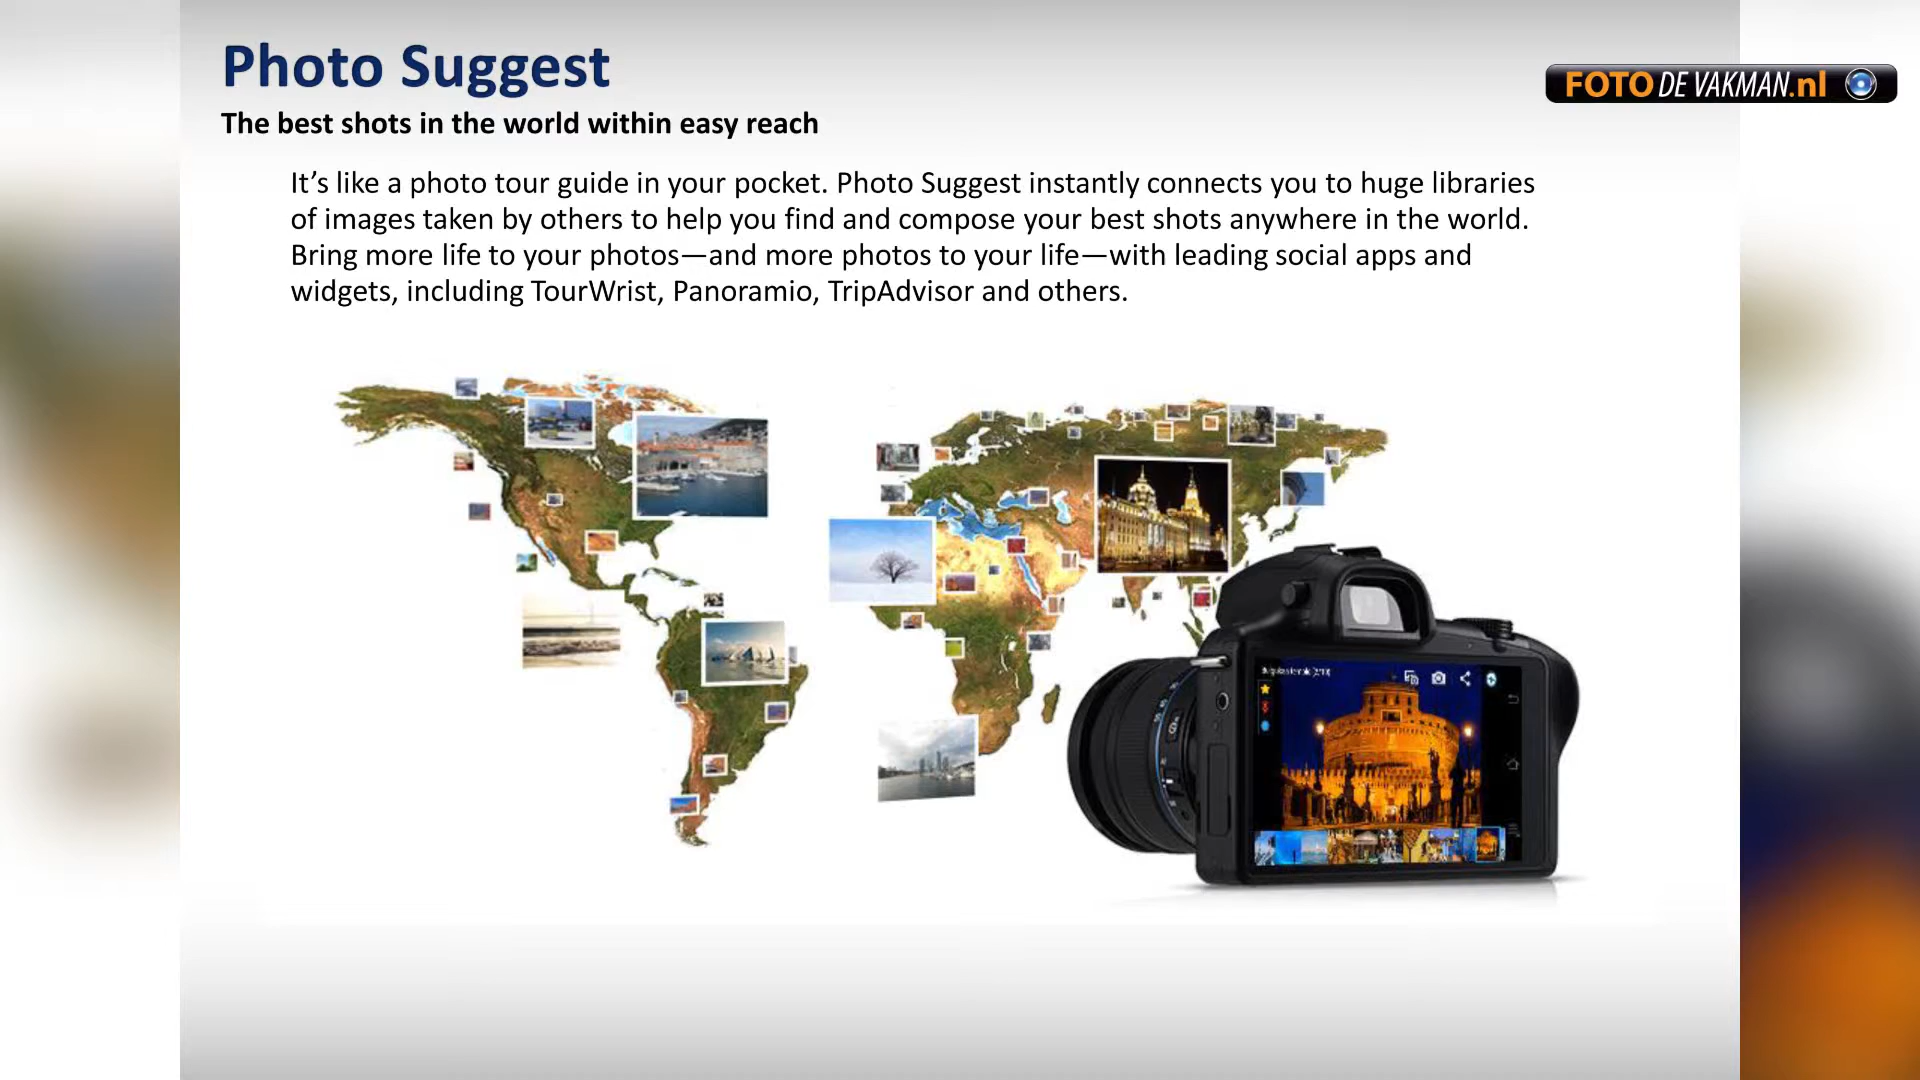 Photo Suggest
FOTO DE VAKMAN.nl
The best shots in the world within easy reach
It’s like a photo tour guide in your pocket. Photo Suggest instantly connects you to huge libraries
of images taken by others to help you find and compose your best shots anywhere in the world.
Bring more life to your photos—and more photos to your life—with leading social apps and
widgets, including TourWrist, Panoramio, TripAdvisor and others.